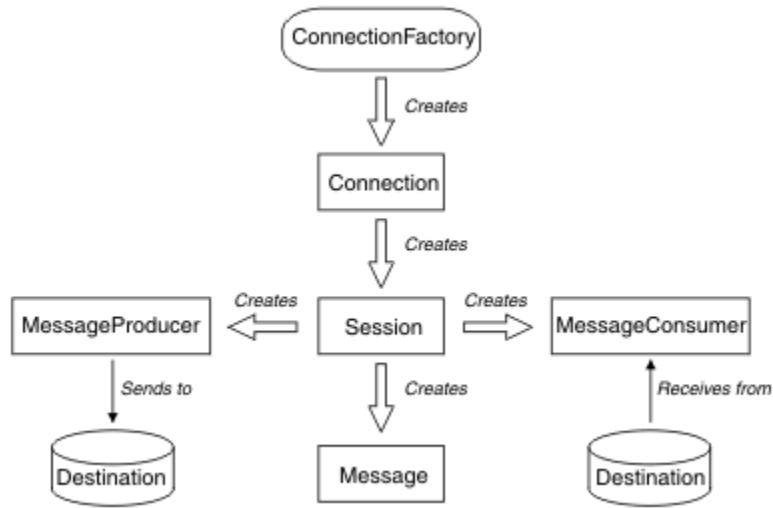 ConnectionFactory
Creates
Connection
Creates
Creates
Creates
MessageProducer
Session
MessageConsumer
Sends to
Creates
Receives from
Destination
Message
Destination